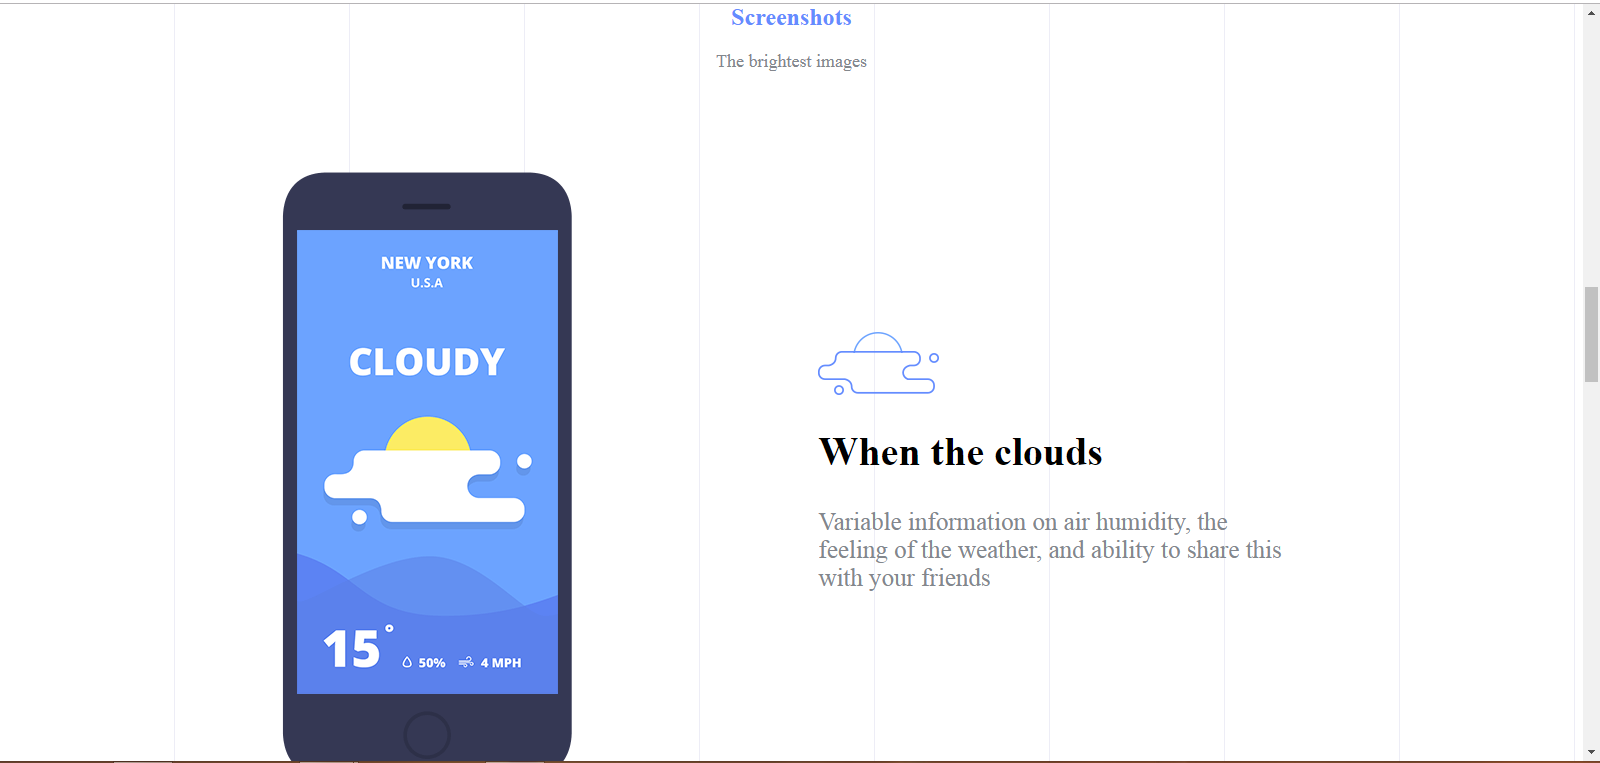 Screenshots
The brightest images
NEW YORK
U.S.A
CLOUDY
15°
50%
4 MPH
When the clouds
Variable information on air humidity, the
feeling of the weather, and ability to share this
with your friends